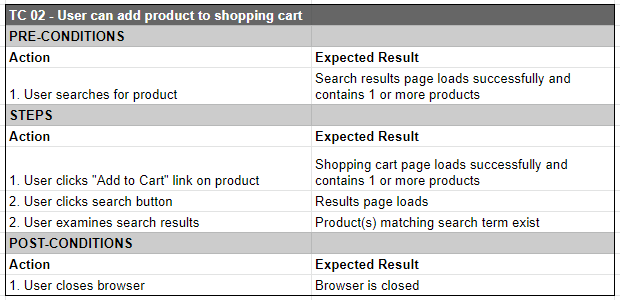 TC 02 - User can add product to shopping cart
PRE-CONDITIONS
Action Expected Result
1. User searches for product Search results page loads successfully and
contains 1 or more products
STEPS
Action Expected Result
1. User clicks "Add to Cart" link on product Shopping cart page loads successfully and
contains 1 or more products
2. User clicks search button Results page loads
2. User examines search results Product(s) matching search term exist
POST-CONDITIONS
Action Expected Result
1. User closes browser Browser is closed